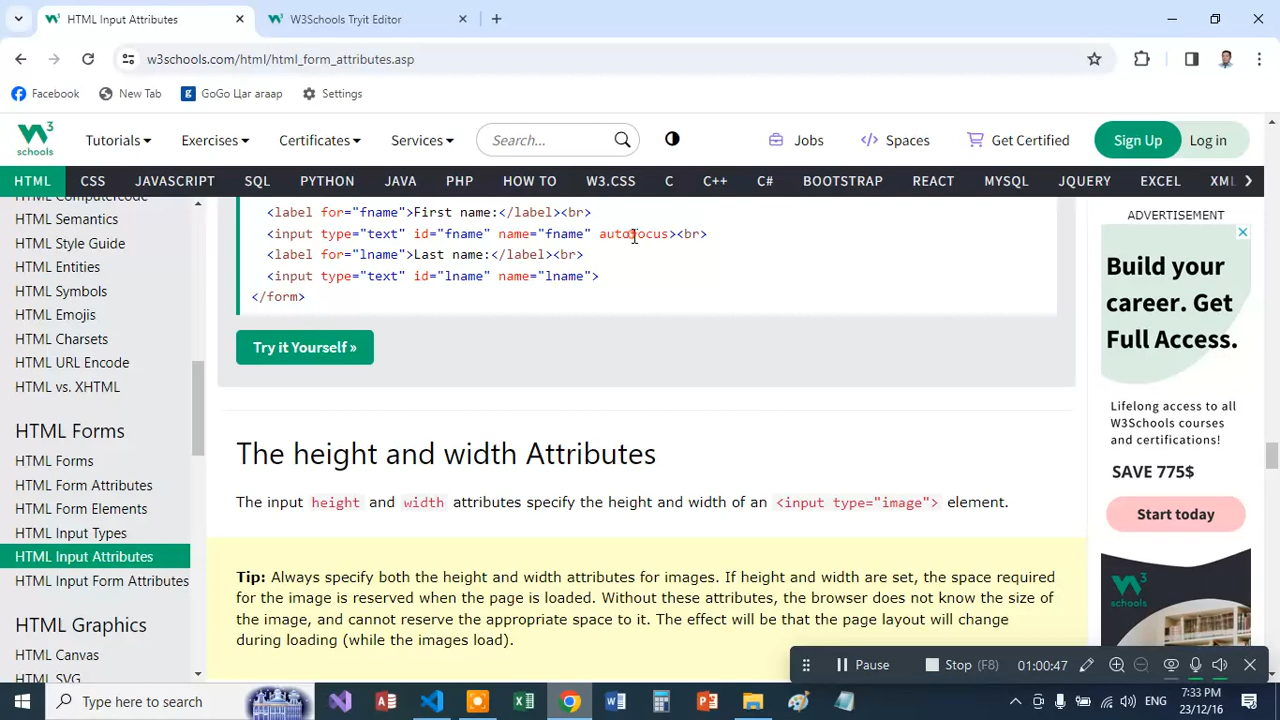 HTML Input Attributes
W3Schools Tryit Editor
w3schools.com/html/html_form_attributes.asp
Facebook
New Tab
GoGo Цаг агаар
Settings
W3 schools
Tutorials
Exercises
Certificates
Services
Search...
Jobs
Spaces
Get Certified
Sign Up
Log in
HTML CSS JAVASCRIPT SQL PYTHON JAVA PHP HOW TO W3.CSS C C++ C# BOOTSTRAP REACT MYSQL JQUERY EXCEL XML
HTML Semantics
HTML Style Guide
HTML Entities
HTML Symbols
HTML Emojis
HTML Charsets
HTML URL Encode
HTML vs. XHTML
HTML Forms
HTML Forms
HTML Form Attributes
HTML Form Elements
HTML Input Types
HTML Input Attributes
HTML Input Form Attributes
HTML Graphics
HTML Canvas
HTML SVG
<label for="fname">First name:</label><br>
<input type="text" id="fname" name="fname" autofocus><br>
<label for="lname">Last name:</label><br>
<input type="text" id="lname" name="lname">
</form>
Try it Yourself »
The height and width Attributes
The input height and width attributes specify the height and width of an <input type="image"> element.
Tip: Always specify both the height and width attributes for images. If height and width are set, the space required
for the image is reserved when the page is loaded. Without these attributes, the browser does not know the size of
the image, and cannot reserve the appropriate space to it. The effect will be that the page layout will change
during loading (while the images load).
ADVERTISEMENT
Build your
career. Get
Full Access.
Lifelong access to all
W3Schools courses
and certifications!
SAVE 775$
Start today
W3 schools
Pause
Stop (F8)
01:00:47
Type here to search
ENG
7:33 PM
23/12/16